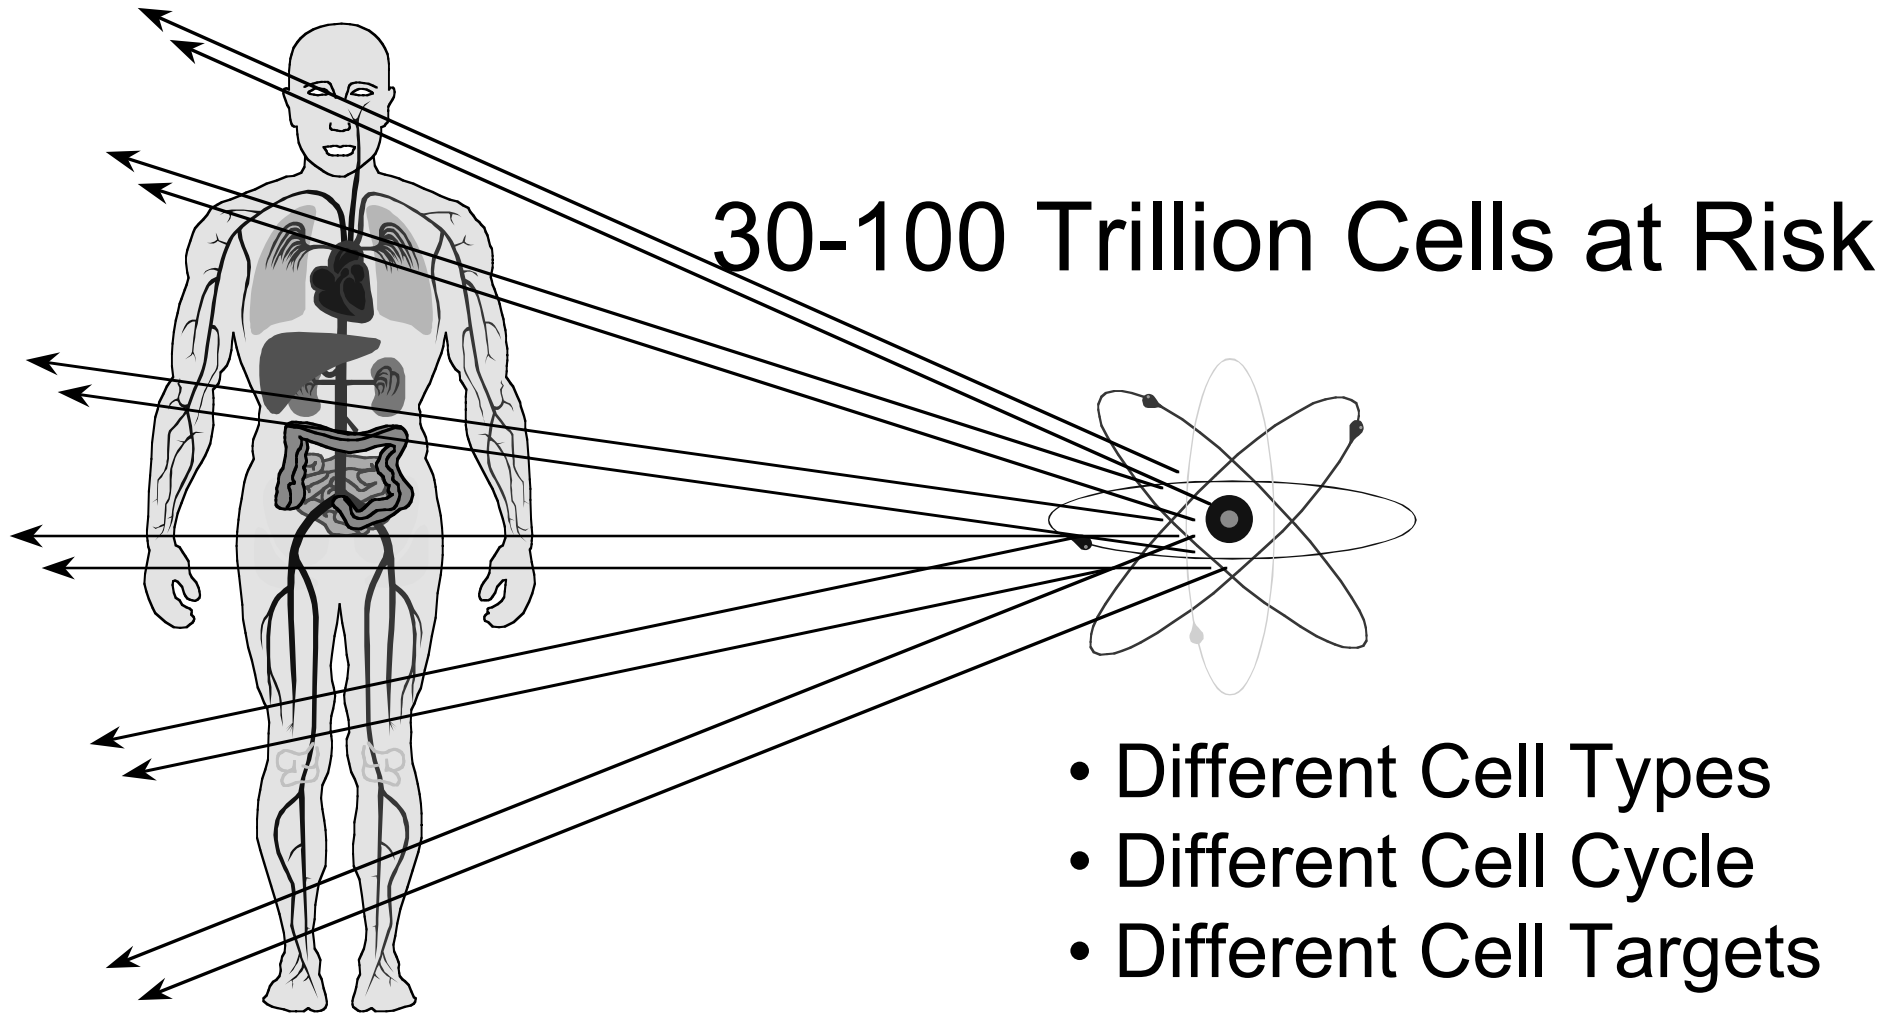 30-100 Trillion Cells at Risk
• Different Cell Types
• Different Cell Cycle
• Different Cell Targets